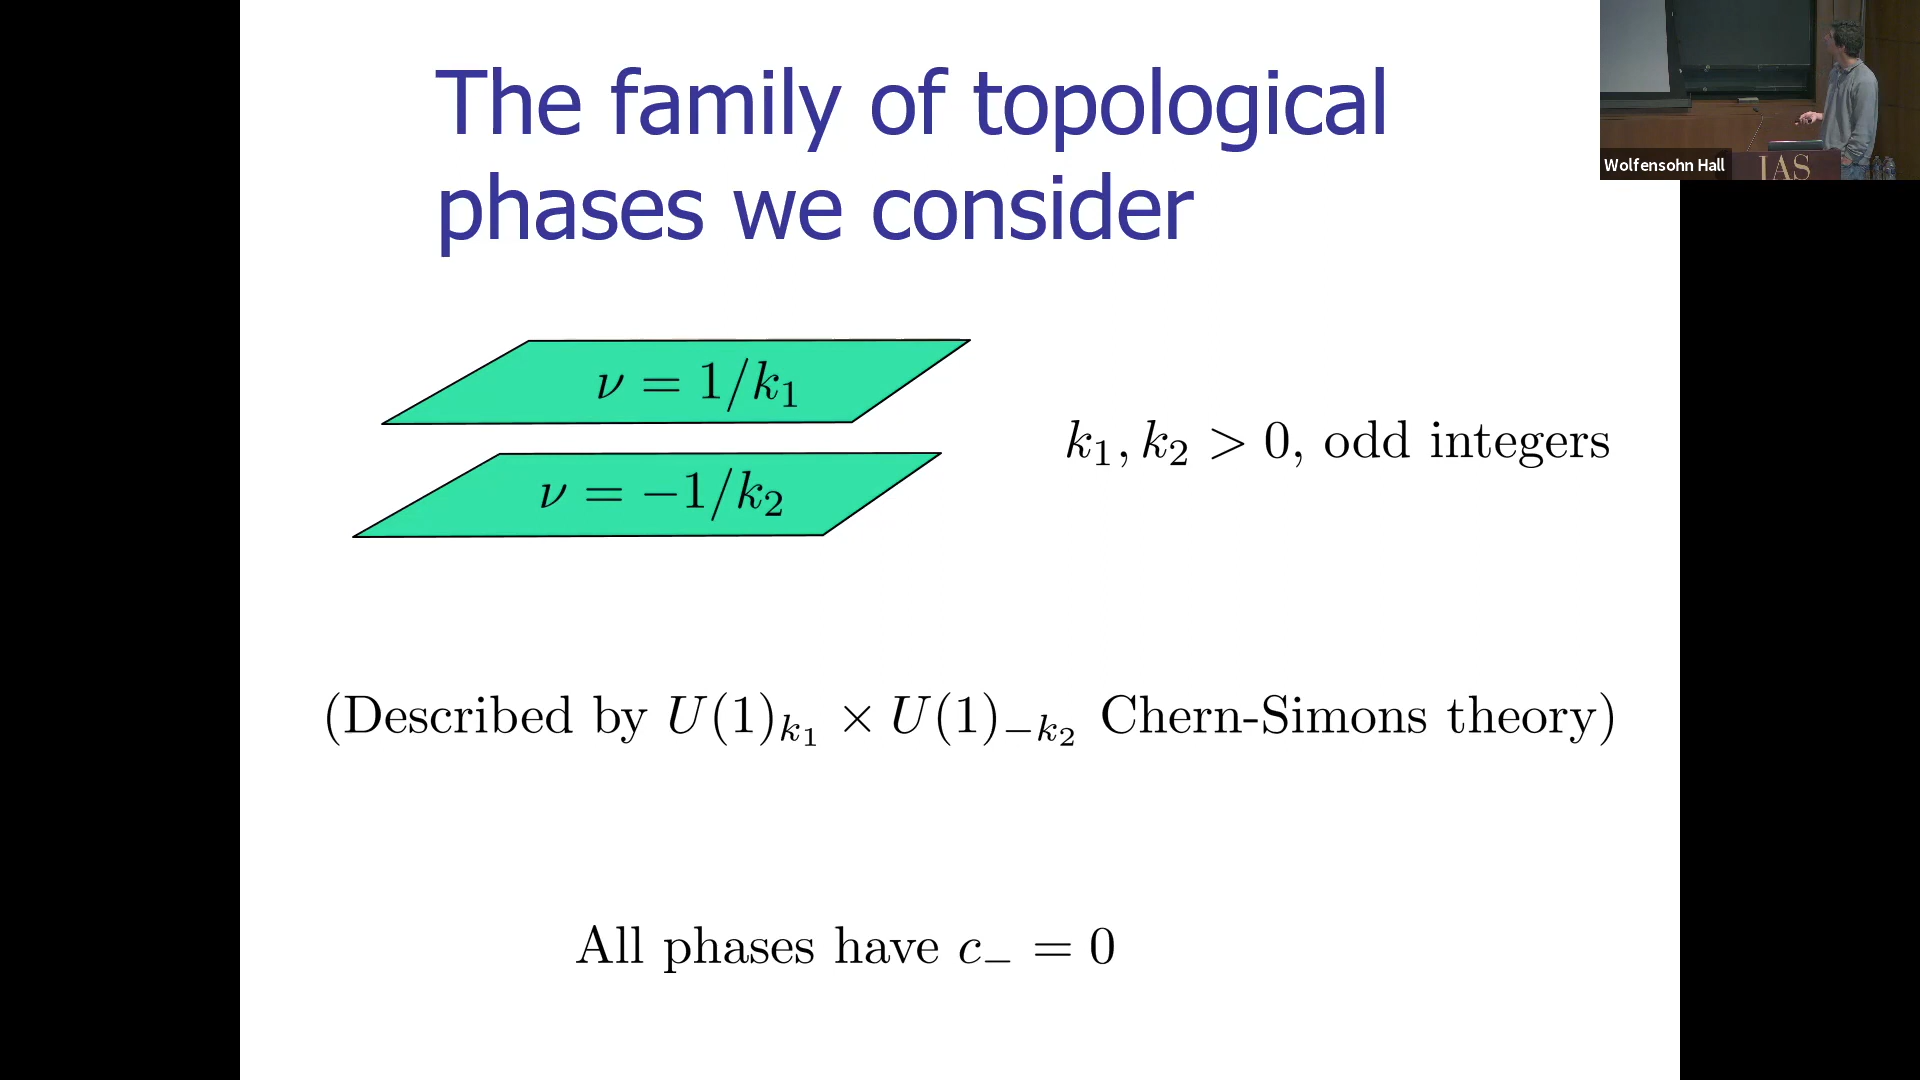 The family of topological
phases we consider
ν = 1/k₁
k₁, k₂ > 0, odd integers
ν = −1/k₂
(Described by U(1)ₖ₁ × U(1)₋ₖ₂ Chern-Simons theory)
All phases have c₋ = 0
Wolfensohn Hall
IAS